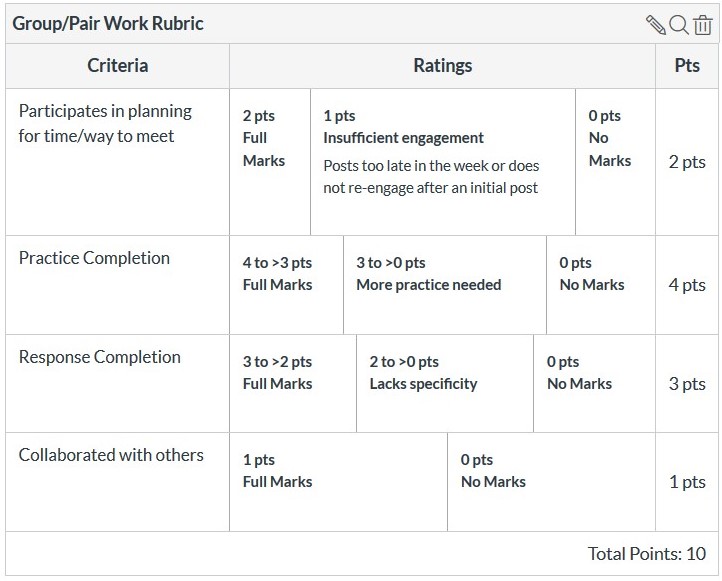 Group/Pair Work Rubric
Criteria
Ratings
Pts
Participates in planning
for time/way to meet
2 pts
Full
Marks
1 pts
Insufficient engagement
Posts too late in the week or does
not re-engage after an initial post
0 pts
No
Marks
2 pts
Practice Completion
4 to >3 pts
Full Marks
3 to >0 pts
More practice needed
0 pts
No Marks
4 pts
Response Completion
3 to >2 pts
Full Marks
2 to >0 pts
Lacks specificity
0 pts
No Marks
3 pts
Collaborated with others
1 pts
Full Marks
0 pts
No Marks
1 pts
Total Points: 10